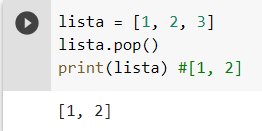 lista = [1, 2, 3]
lista.pop()
print(lista) #[1, 2]
[1, 2]